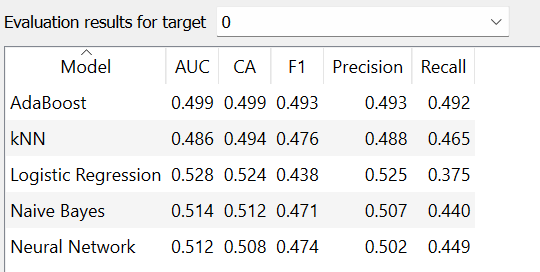 Evaluation results for target 0
Model AUC CA F1 Precision Recall
AdaBoost 0.499 0.499 0.493 0.493 0.492
kNN 0.486 0.494 0.476 0.488 0.465
Logistic Regression 0.528 0.524 0.438 0.525 0.375
Naive Bayes 0.514 0.512 0.471 0.507 0.440
Neural Network 0.512 0.508 0.474 0.502 0.449